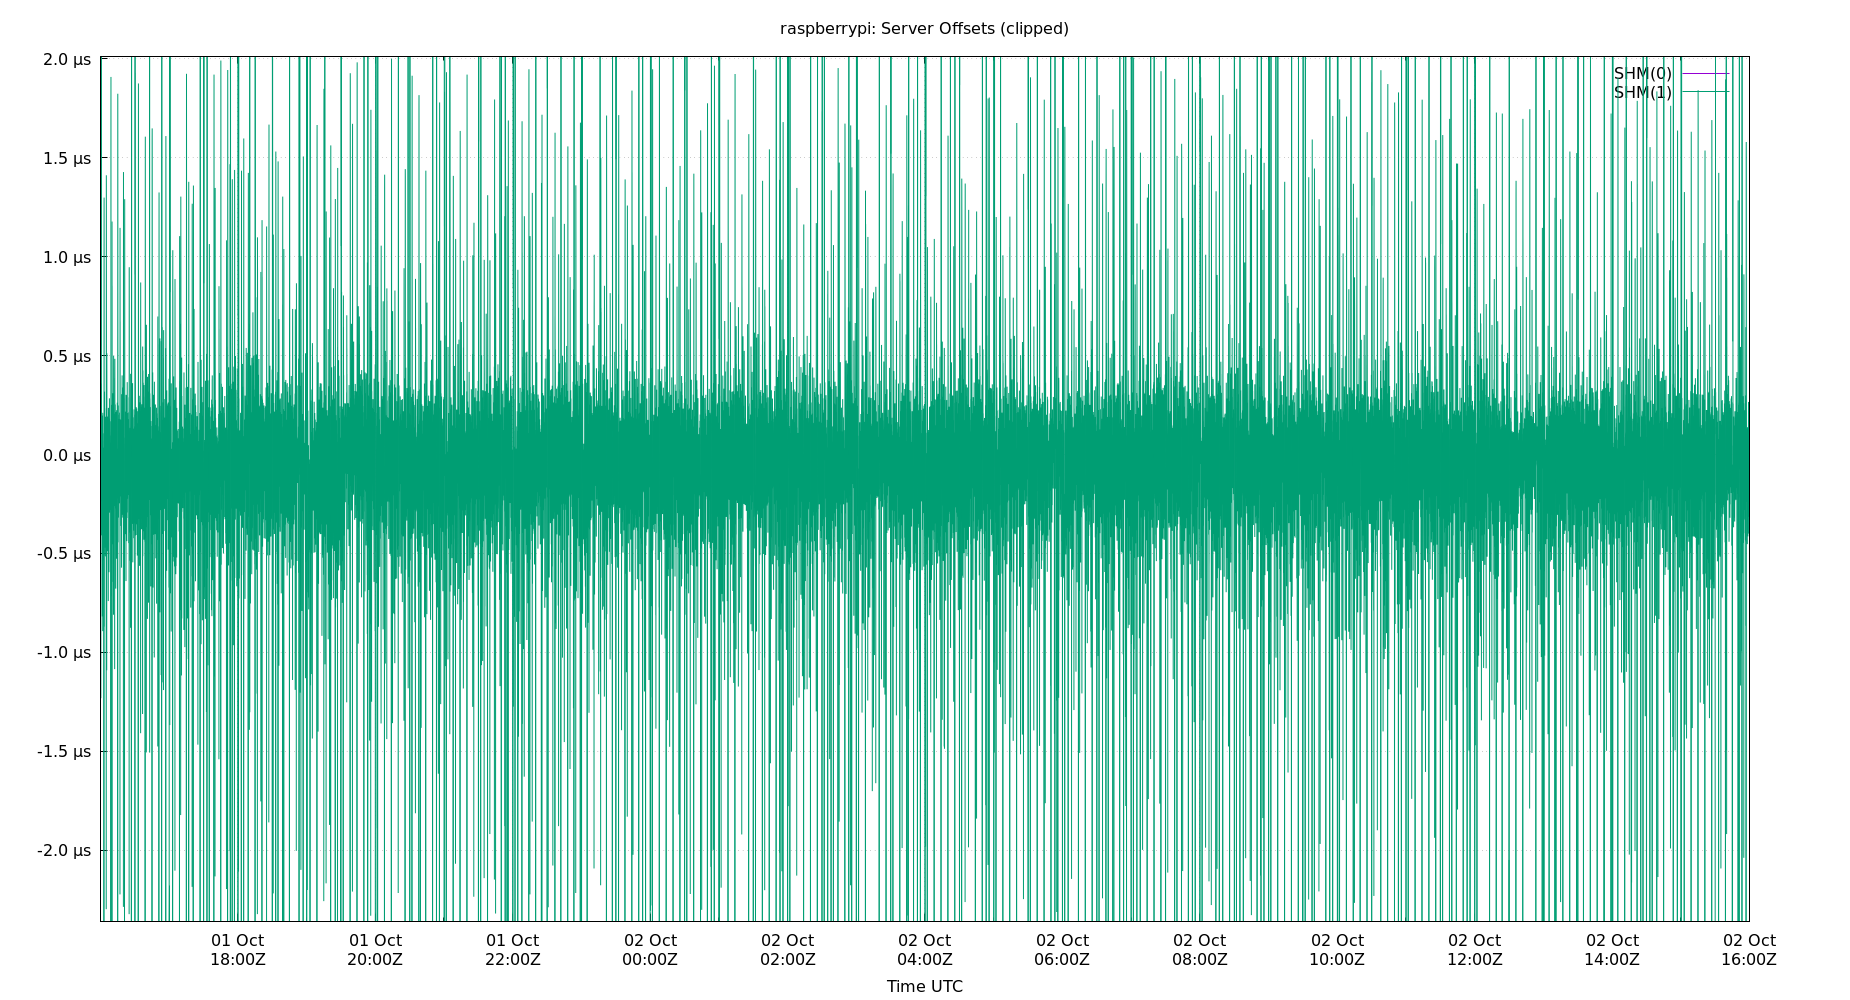 raspberrypi: Server Offsets (clipped)
2.0 µs
1.5 µs
1.0 µs
0.5 µs
0.0 µs
-0.5 µs
-1.0 µs
-1.5 µs
-2.0 µs
SHM(0)
SHM(1)
01 Oct 01 Oct 01 Oct 02 Oct 02 Oct 02 Oct 02 Oct 02 Oct 02 Oct 02 Oct 02 Oct 02 Oct
18:00Z 20:00Z 22:00Z 00:00Z 02:00Z 04:00Z 06:00Z 08:00Z 10:00Z 12:00Z 14:00Z 16:00Z
Time UTC